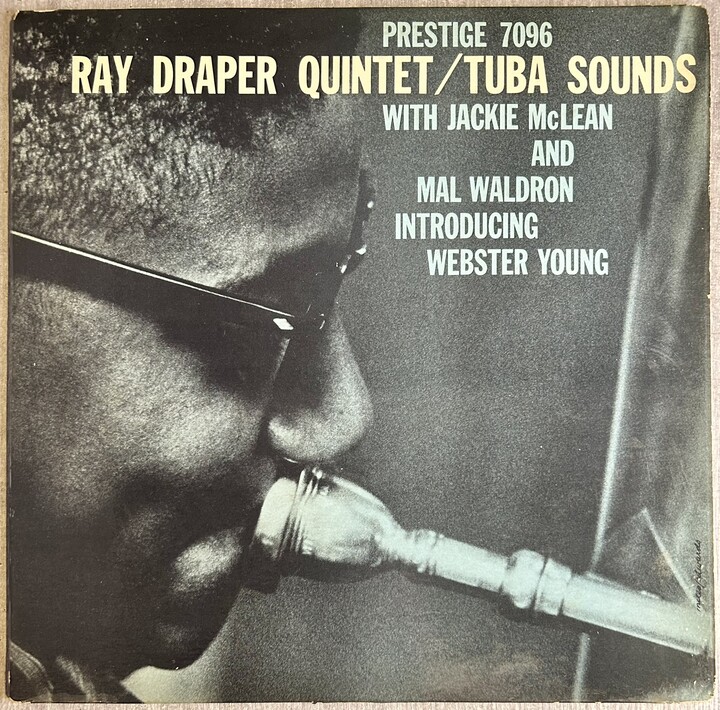 PRESTIGE 7096
RAY DRAPER QUINTET/TUBA SOUNDS
WITH JACKIE McLEAN
AND
MAL WALDRON
INTRODUCING
WEBSTER YOUNG